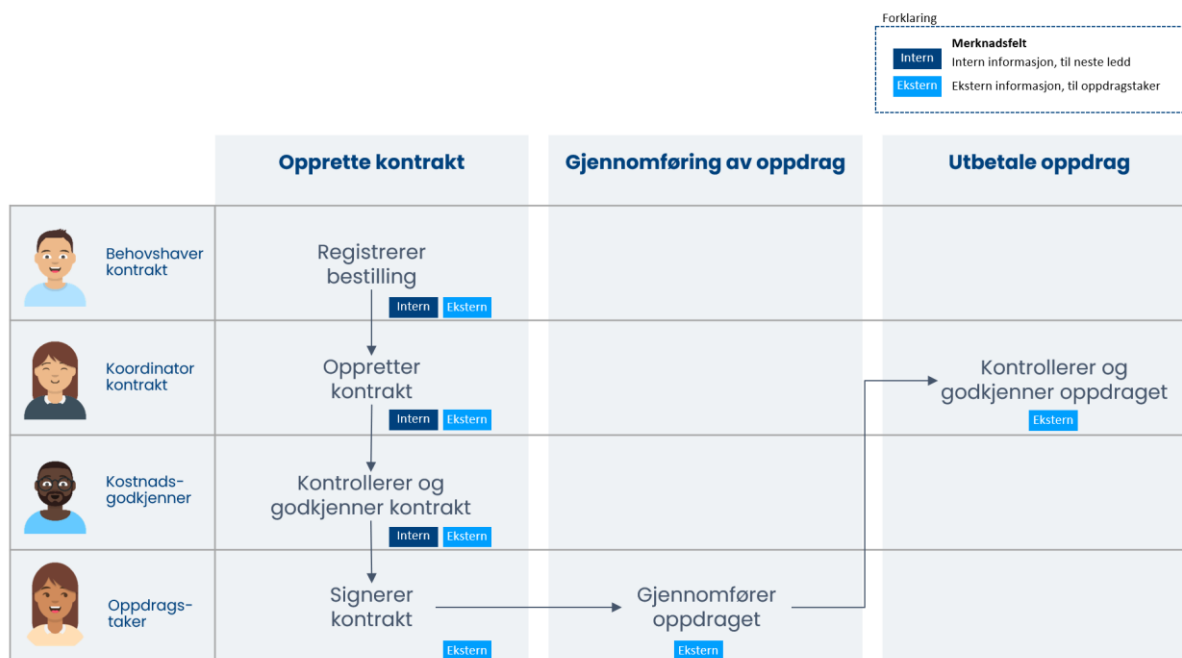 Forklaring
Merknadsfelt
Intern Intern informasjon, til neste ledd
Ekstern Ekstern informasjon, til oppdragstaker
Opprette kontrakt
Gjennomføring av oppdrag
Utbetale oppdrag
Behovshaver
kontrakt
Registrerer
bestilling
Intern Ekstern
Koordinator
kontrakt
Oppretter
kontrakt
Intern Ekstern
Kontrollerer og
godkjenner oppdraget
Ekstern
Kostnads-
godkjenner
Kontrollerer og
godkjenner kontrakt
Intern Ekstern
Oppdrags-
taker
Signerer
kontrakt
Ekstern
Gjennomfører
oppdraget
Ekstern